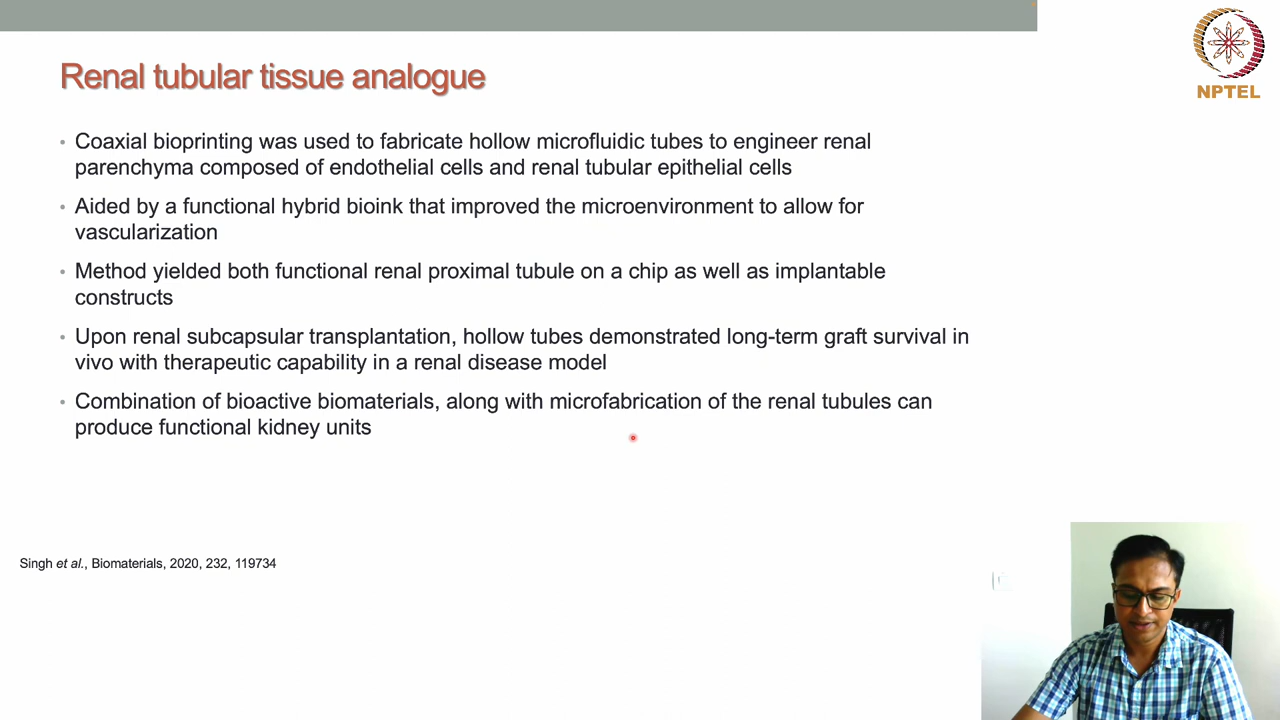 NPTEL
Renal tubular tissue analogue
• Coaxial bioprinting was used to fabricate hollow microfluidic tubes to engineer renal
parenchyma composed of endothelial cells and renal tubular epithelial cells
• Aided by a functional hybrid bioink that improved the microenvironment to allow for
vascularization
• Method yielded both functional renal proximal tubule on a chip as well as implantable
constructs
• Upon renal subcapsular transplantation, hollow tubes demonstrated long-term graft survival in
vivo with therapeutic capability in a renal disease model
• Combination of bioactive biomaterials, along with microfabrication of the renal tubules can
produce functional kidney units
Singh et al., Biomaterials, 2020, 232, 119734